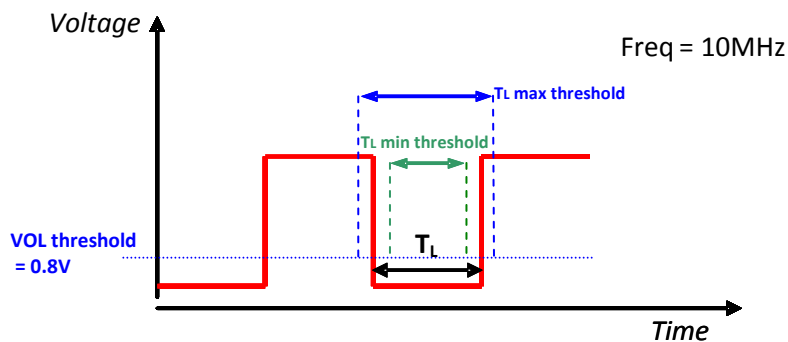 Voltage
Freq = 10MHz
TL max threshold
TL min threshold
VOL threshold
= 0.8V
TL
Time